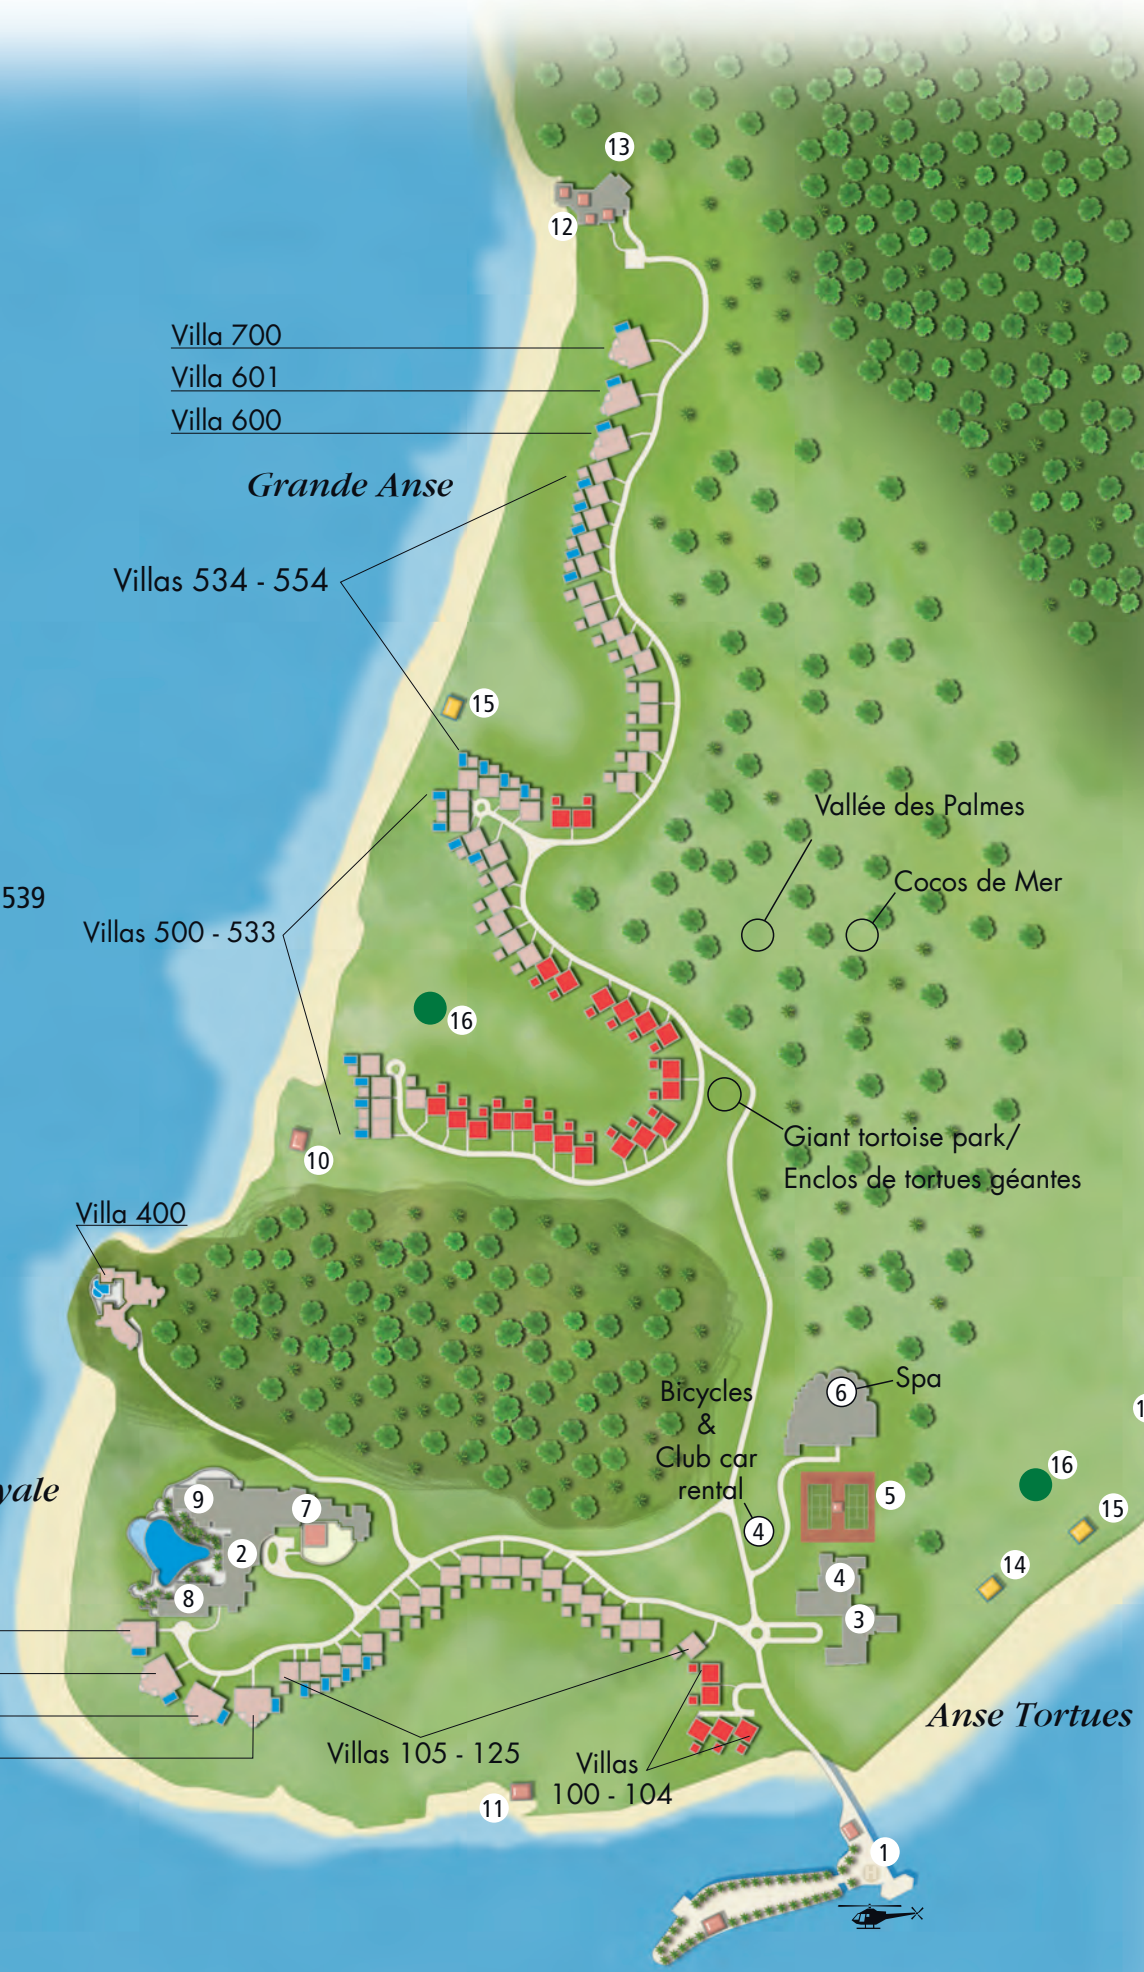 13
12
Villa 700
Villa 601
Villa 600
Grande Anse
Villas 534 - 554
15
Vallée des Palmes
Cocos de Mer
539
Villas 500 - 533
16
Giant tortoise park/
Enclos de tortues géantes
10
Villa 400
6
Spa
Bicycles
&
Club car
rental
4
1
16
15
5
yale
9
7
2
8
14
4
3
Anse Tortues
Villas 105 - 125
Villas
100 - 104
11
1
H